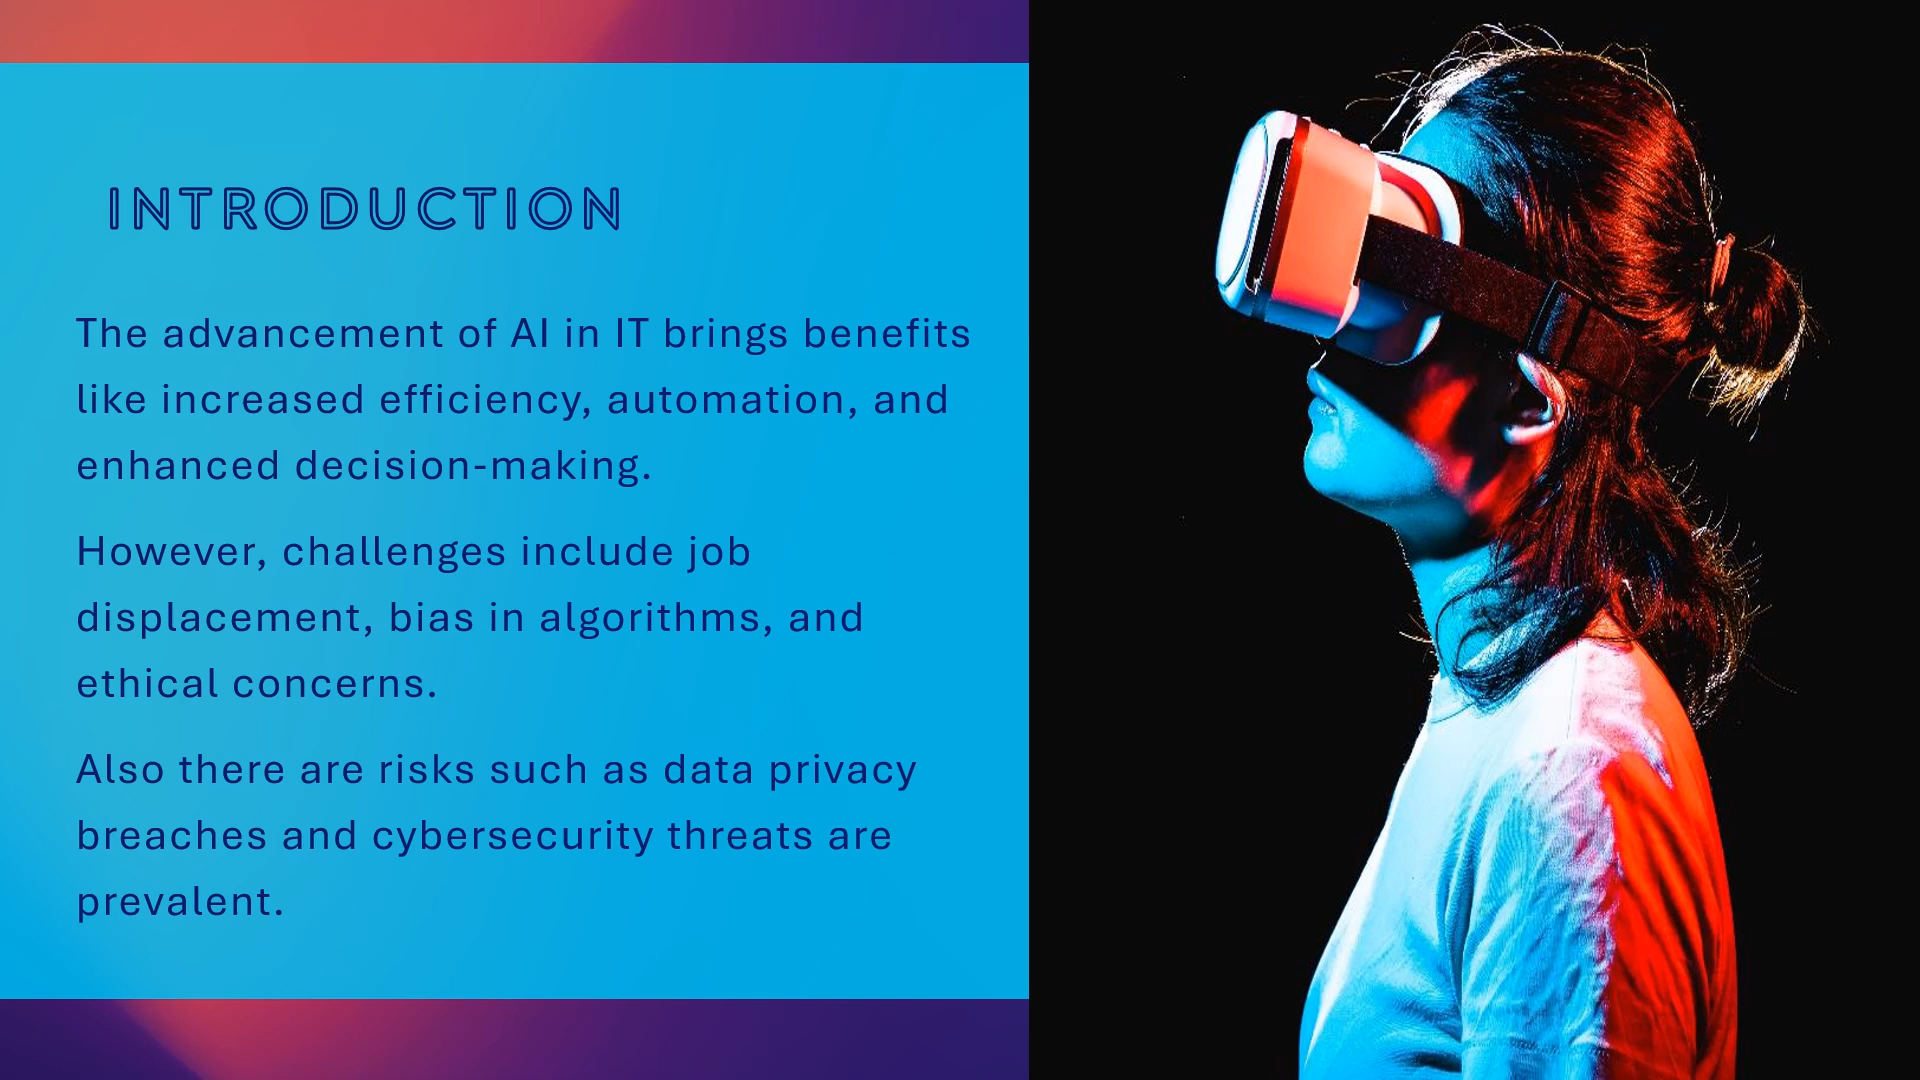 INTRODUCTION
The advancement of AI in IT brings benefits
like increased efficiency, automation, and
enhanced decision-making.
However, challenges include job
displacement, bias in algorithms, and
ethical concerns.
Also there are risks such as data privacy
breaches and cybersecurity threats are
prevalent.